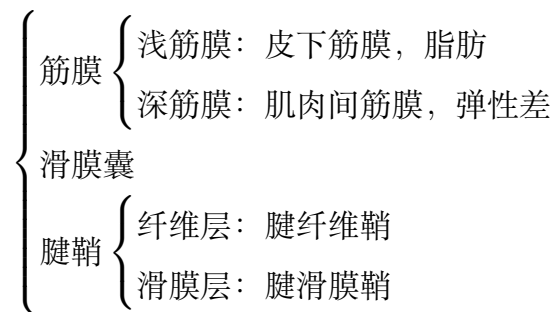 筋膜
浅筋膜：皮下筋膜，脂肪
深筋膜：肌肉间筋膜，弹性差
滑膜囊
腱鞘
纤维层：腱纤维鞘
滑膜层：腱滑膜鞘